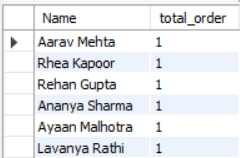 Name total_order
Aarav Mehta 1
Rhea Kapoor 1
Rehan Gupta 1
Ananya Sharma 1
Ayaan Malhotra 1
Lavanya Rathi 1